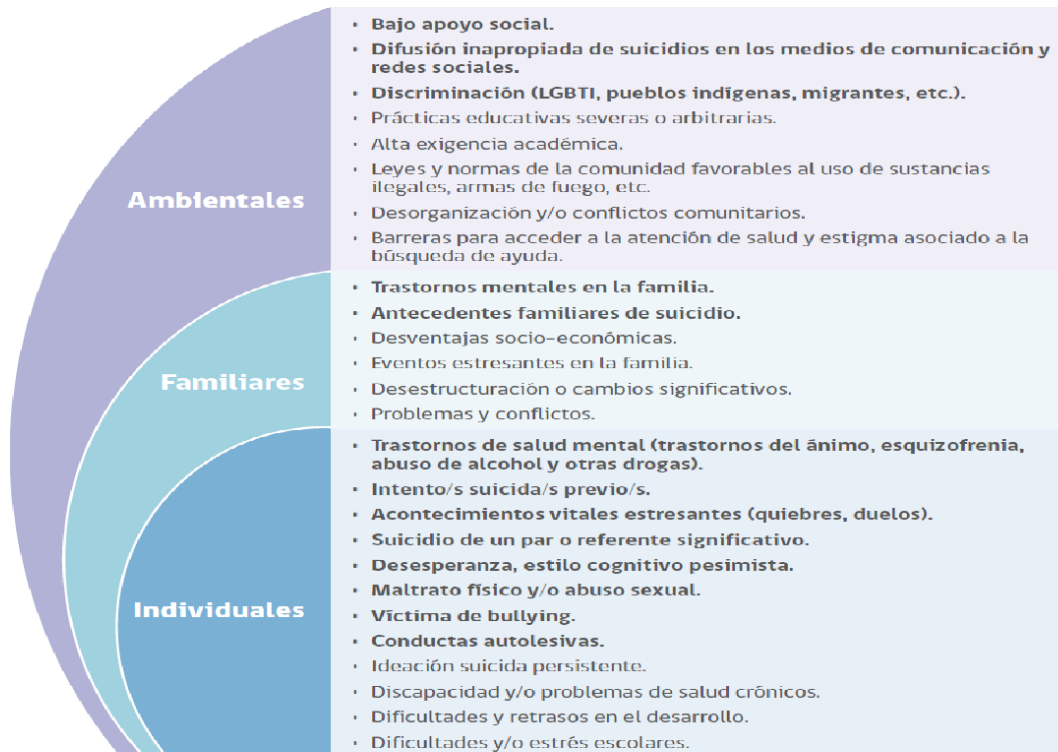 · Bajo apoyo social.
· Difusión inapropiada de suicidios en los medios de comunicación y
redes sociales.
· Discriminación (LGBTI, pueblos indígenas, migrantes, etc.).
· Prácticas educativas severas o arbitrarias.
· Alta exigencia académica.
· Leyes y normas de la comunidad favorables al uso de sustancias
ilegales, armas de fuego, etc.
Ambientales
· Desorganización y/o conflictos comunitarios.
· Barreras para acceder a la atención de salud y estigma asociado a la
búsqueda de ayuda.
· Trastornos mentales en la familia.
· Antecedentes familiares de suicidio.
· Desventajas socio-económicas.
· Eventos estresantes en la familia.
Familiares
· Desestructuración o cambios significativos.
· Problemas y conflictos.
· Trastornos de salud mental (trastornos del ánimo, esquizofrenia,
abuso de alcohol y otras drogas).
· Intento/s suicida/s previo/s.
· Acontecimientos vitales estresantes (quiebres, duelos).
· Suicidio de un par o referente significativo.
· Desesperanza, estilo cognitivo pesimista.
· Maltrato físico y/o abuso sexual.
Individuales
· Víctima de bullying.
· Conductas autolesivas.
· Ideación suicida persistente.
· Discapacidad y/o problemas de salud crónicos.
· Dificultades y retrasos en el desarrollo.
· Dificultades y/o estrés escolares.